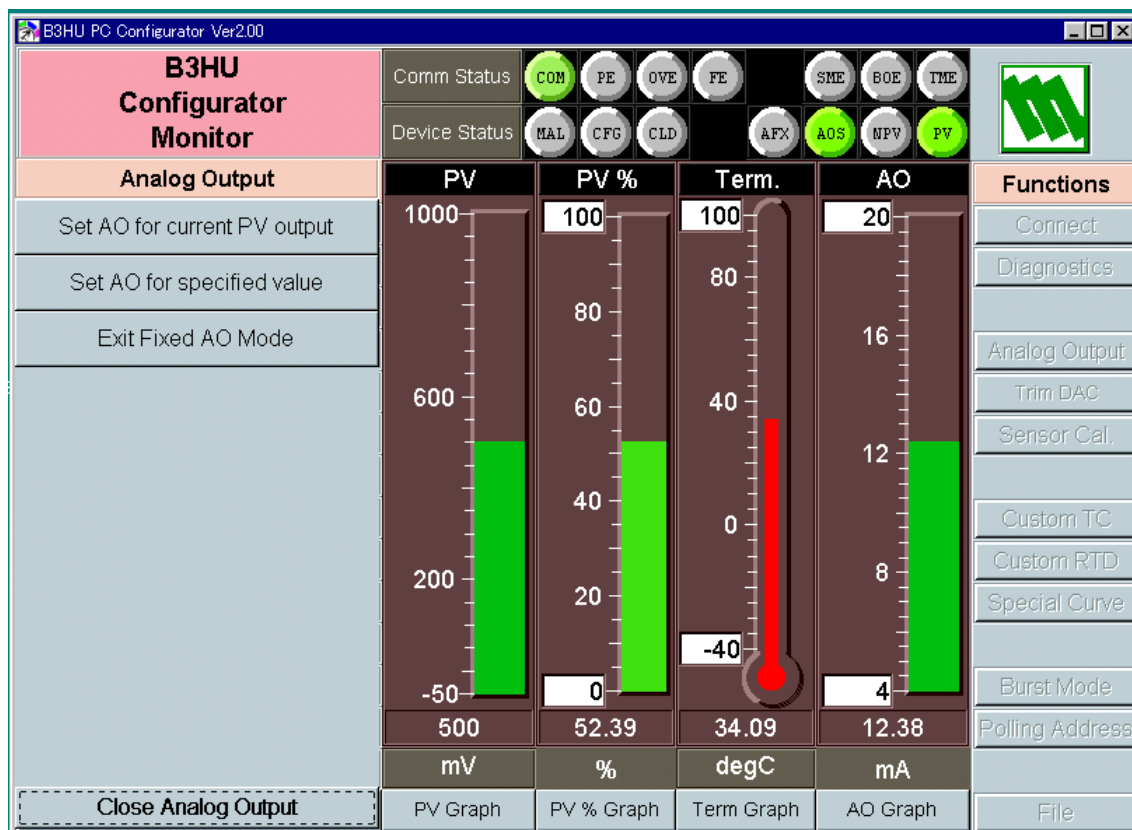 B3HU PC Configurator Ver2.00
B3HU
Configurator
Monitor
Comm Status COM PE OVE FE SME BOE TME
Device Status MAL CFG CLD AFX AOS NPV PV
Analog Output
Set AO for current PV output
Set AO for specified value
Exit Fixed AO Mode
Close Analog Output
PV
1000
600
200
-50
500
mV
PV Graph
PV %
100
80
60
40
20
0
52.39
%
PV % Graph
Term.
100
80
40
0
-40
34.09
degC
Term Graph
AO
20
16
12
8
4
12.38
mA
AO Graph
Functions
Connect
Diagnostics
Analog Output
Trim DAC
Sensor Cal.
Custom TC
Custom RTD
Special Curve
Burst Mode
Polling Address
File